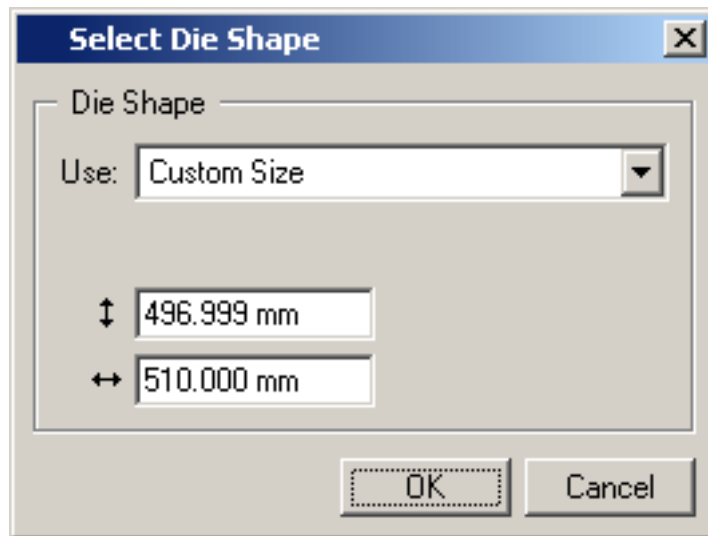 Select Die Shape
Die Shape
Use: Custom Size
496.999 mm
510.000 mm
OK Cancel